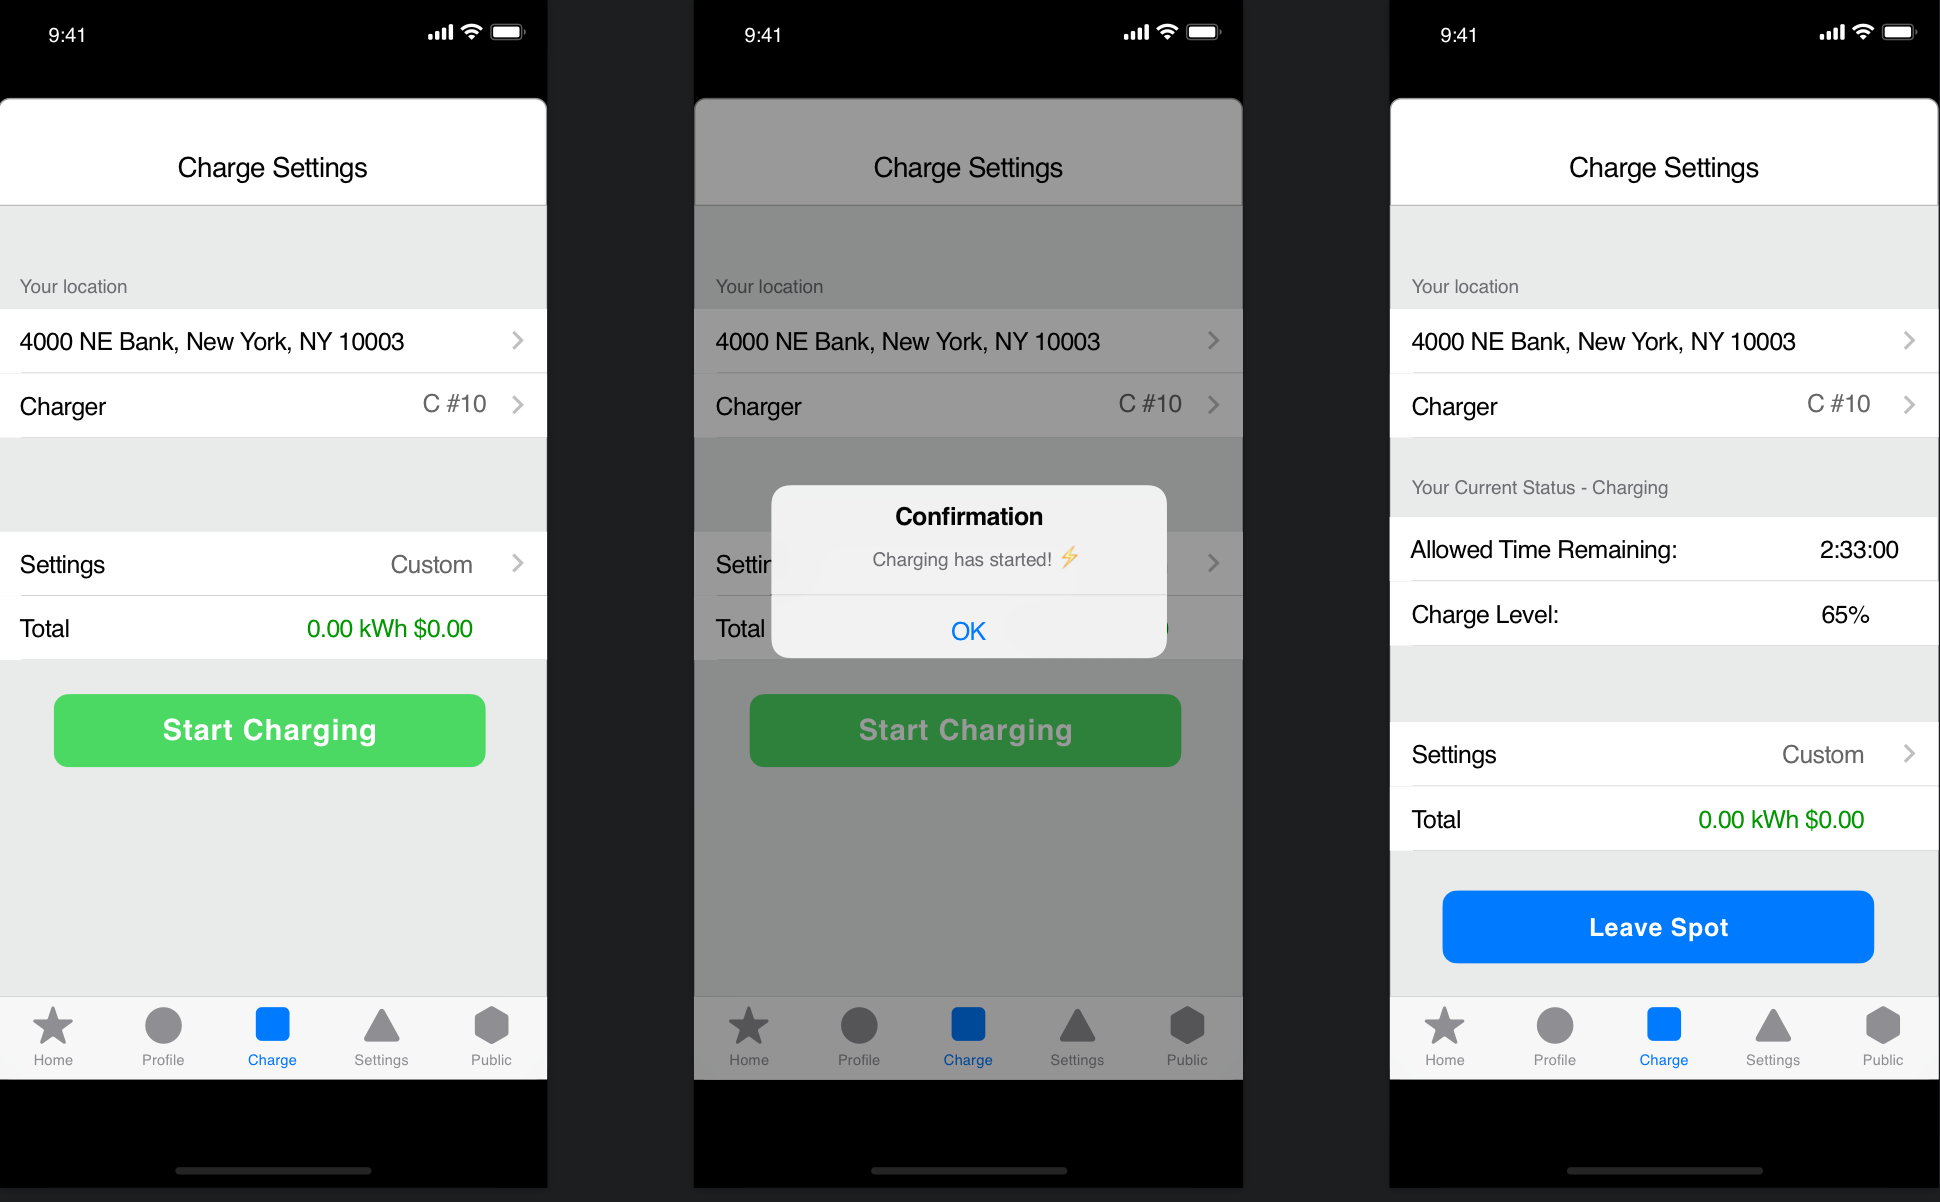 9:41
Charge Settings
Your location
4000 NE Bank, New York, NY 10003
Charger C #10
Settings Custom
Total 0.00 kWh $0.00
Start Charging
Home Profile Charge Settings Public
9:41
Charge Settings
Your location
4000 NE Bank, New York, NY 10003
Charger C #10
Confirmation
Charging has started! ⚡
OK
Total
Start Charging
Home Profile Charge Settings Public
9:41
Charge Settings
Your location
4000 NE Bank, New York, NY 10003
Charger C #10
Your Current Status - Charging
Allowed Time Remaining: 2:33:00
Charge Level: 65%
Settings Custom
Total 0.00 kWh $0.00
Leave Spot
Home Profile Charge Settings Public